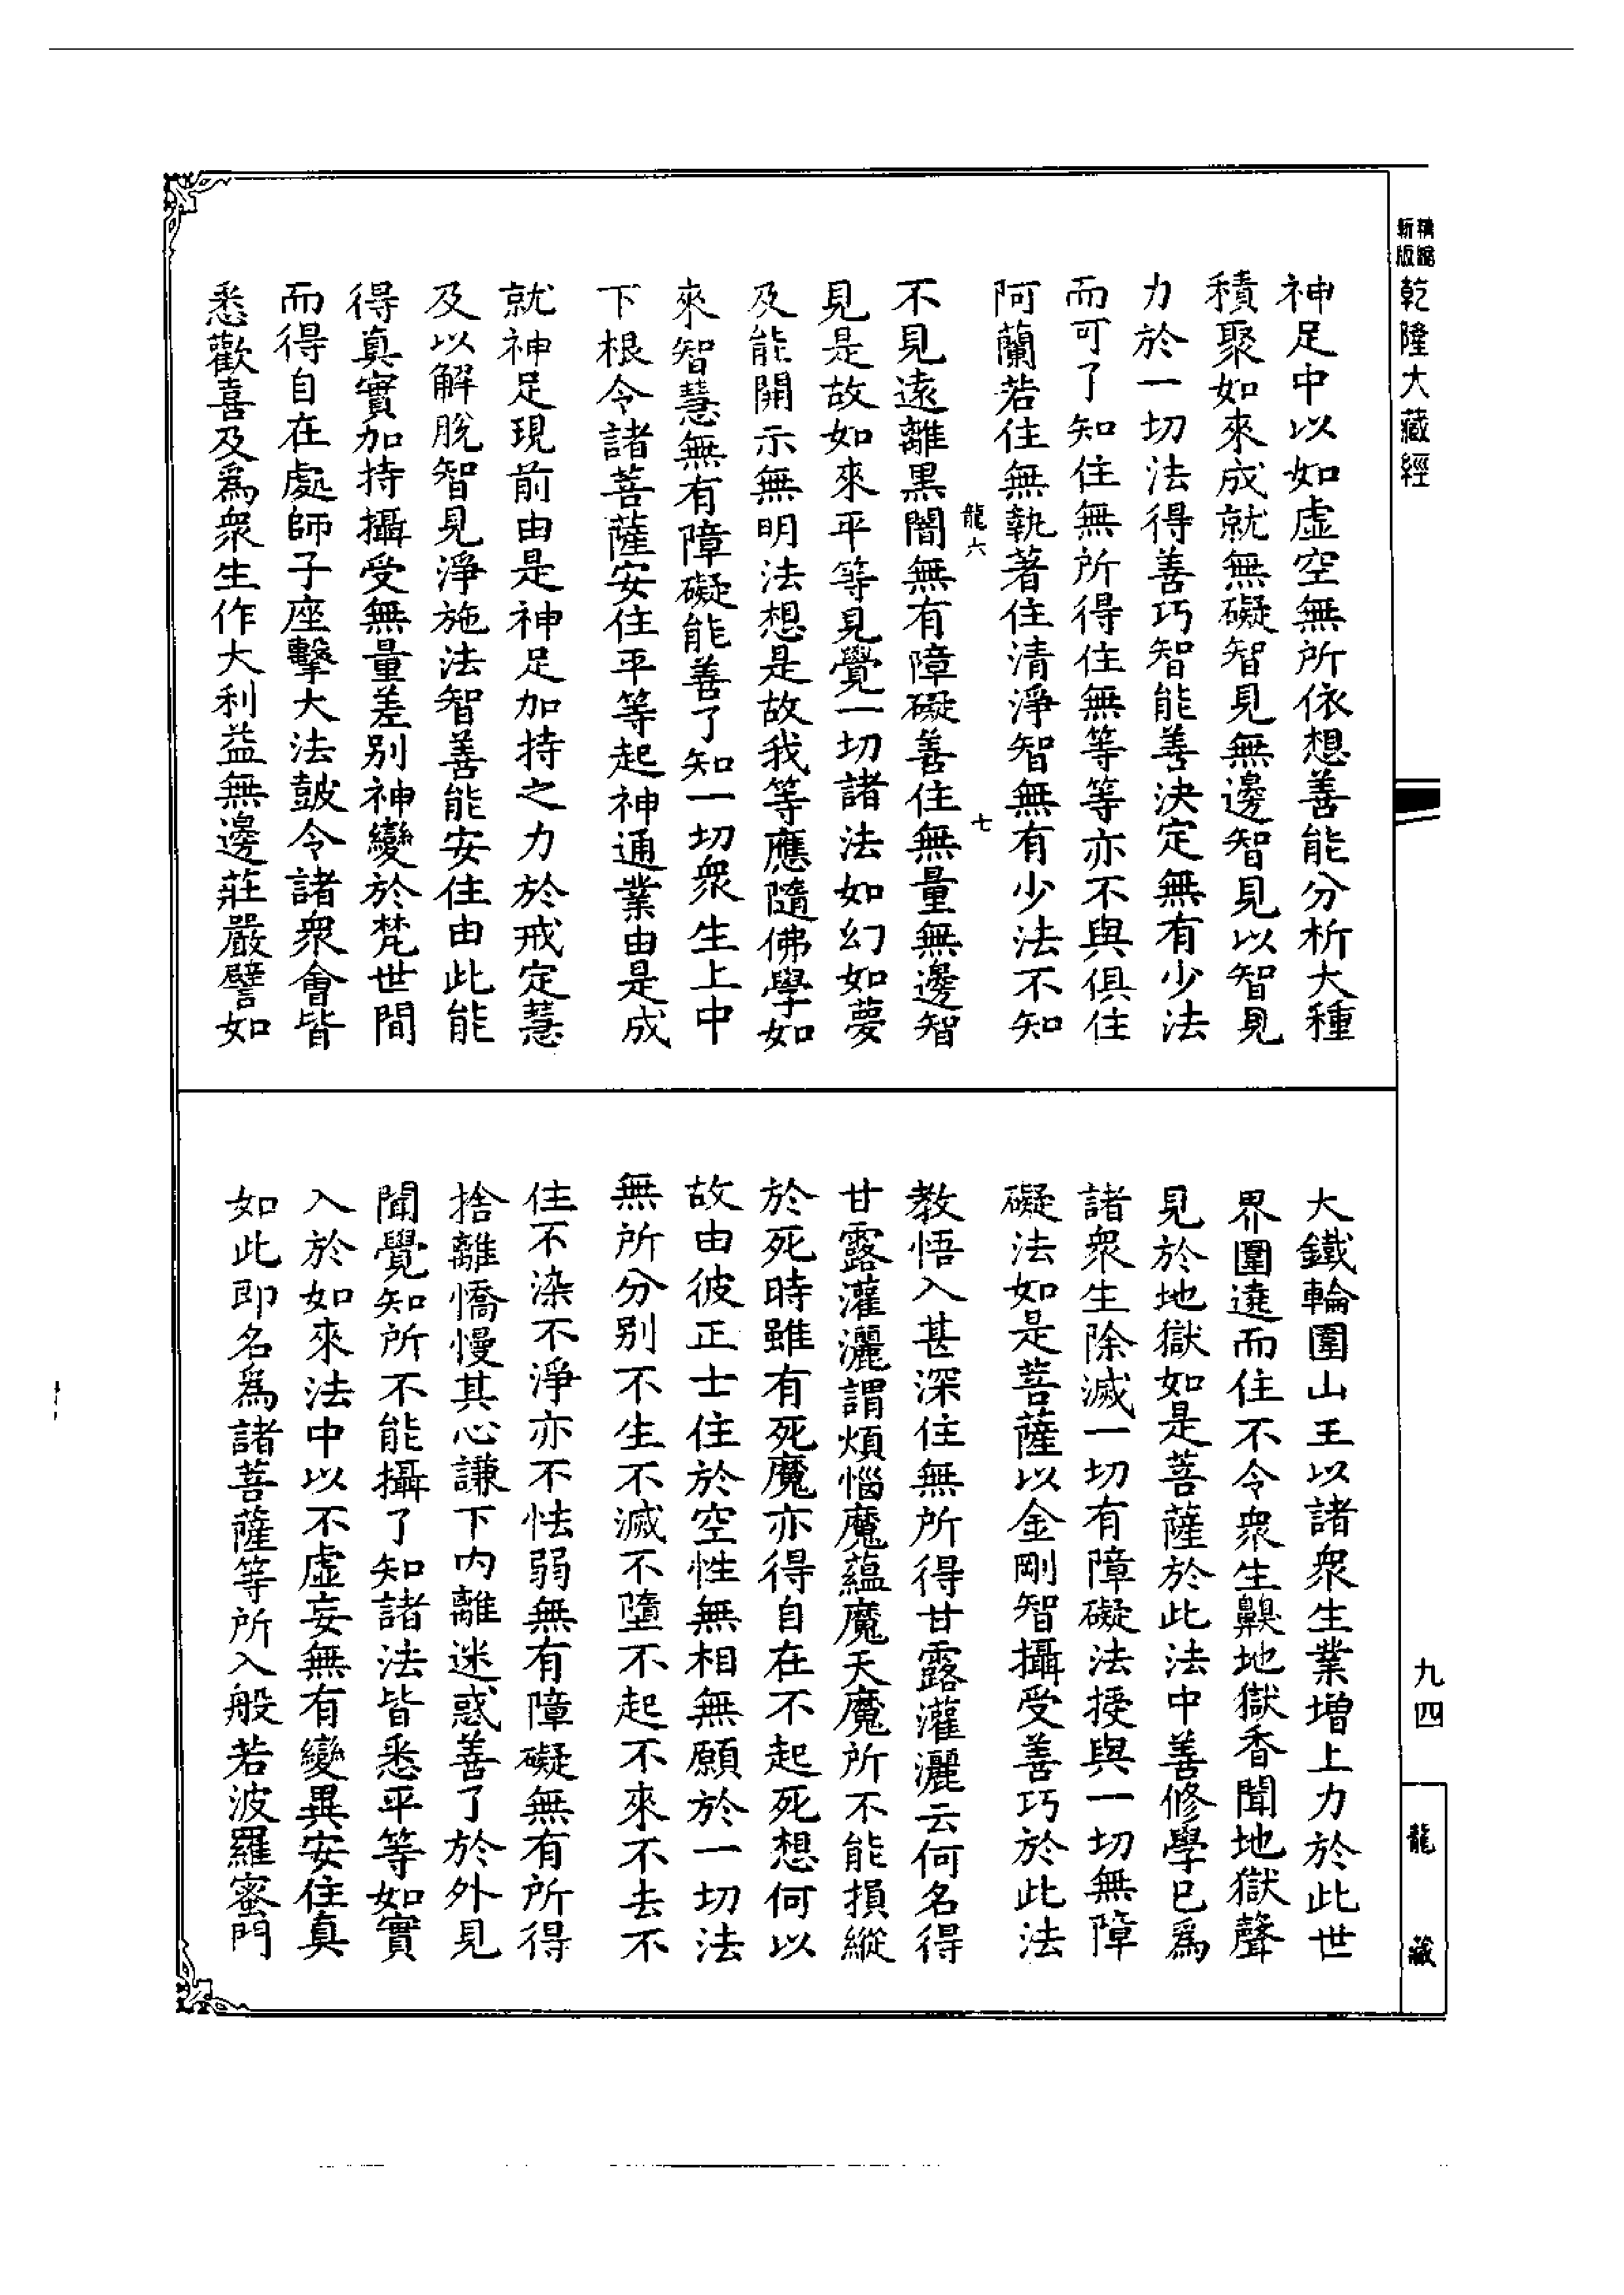 新編縮版 乾隆大藏經
神足中以如虛空無所依想善能分析大種
積聚如來成就無礙智見無邊智見以智見
力於一切法得善巧智能善決定無有少法
而可了知住無所得住無等等亦不與俱住
阿蘭若住無執著住清淨智無有少法不知
龍六 七
不見遠離黑闇無有障礙善住無量無邊智
見是故如來平等見覺一切諸法如幻如夢
及能開示無明法想是故我等應隨佛學如
來智慧無有障礙能善了知一切眾生上中
下根令諸菩薩安住平等起神通業由是成
就神足現前由是神足加持之力於戒定慧
及以解脫智見淨施法智善能安住由此能
得真實加持攝受無量差別神變於梵世間
而得自在處師子座擊大法鼓令諸眾會皆
悉歡喜及為眾生作大利益無邊莊嚴譬如
大鐵輪圍山王以諸眾生業增上力於此世
界圍遶而住不令眾生齅地獄香聞地獄聲
見於地獄如是菩薩於此法中善修學已為
諸眾生除滅一切有障礙法授與一切無障
礙法如是菩薩以金剛智攝受善巧於此法
教悟入甚深住無所得甘露灌灑云何名得
甘露灌灑謂煩惱魔蘊魔天魔所不能損縱
於死時雖有死魔亦得自在不起死想何以
故由彼正士住於空性無相無願於一切法
無所分別不生不滅不墮不起不來不去不
住不染不淨亦不怯弱無有障礙無有所得
捨離憍慢其心謙下內離迷惑善了於外見
聞覺知所不能攝了知諸法皆悉平等如實
入於如來法中以不虛妄無有變異安住真
如此即名為諸菩薩等所入般若波羅蜜門
九四
龍藏